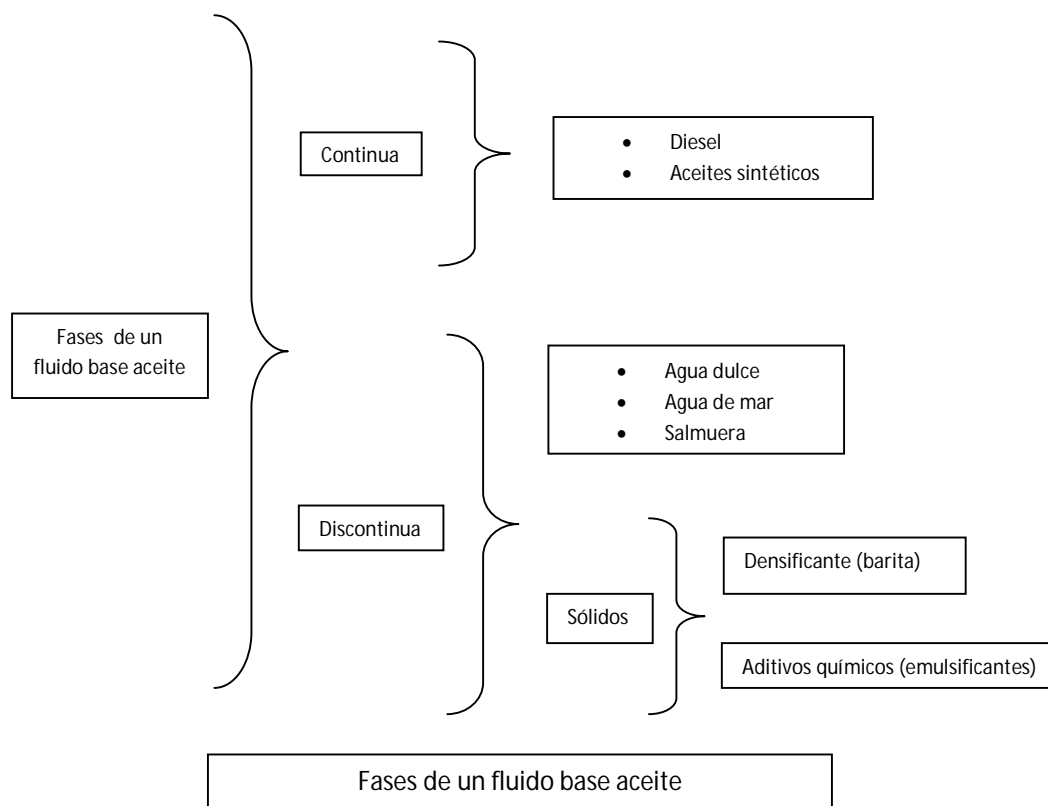 Fases de un
fluido base aceite
Continua
• Diesel
• Aceites sintéticos
Discontinua
• Agua dulce
• Agua de mar
• Salmuera
Sólidos
Densificante (barita)
Aditivos químicos (emulsificantes)
Fases de un fluido base aceite